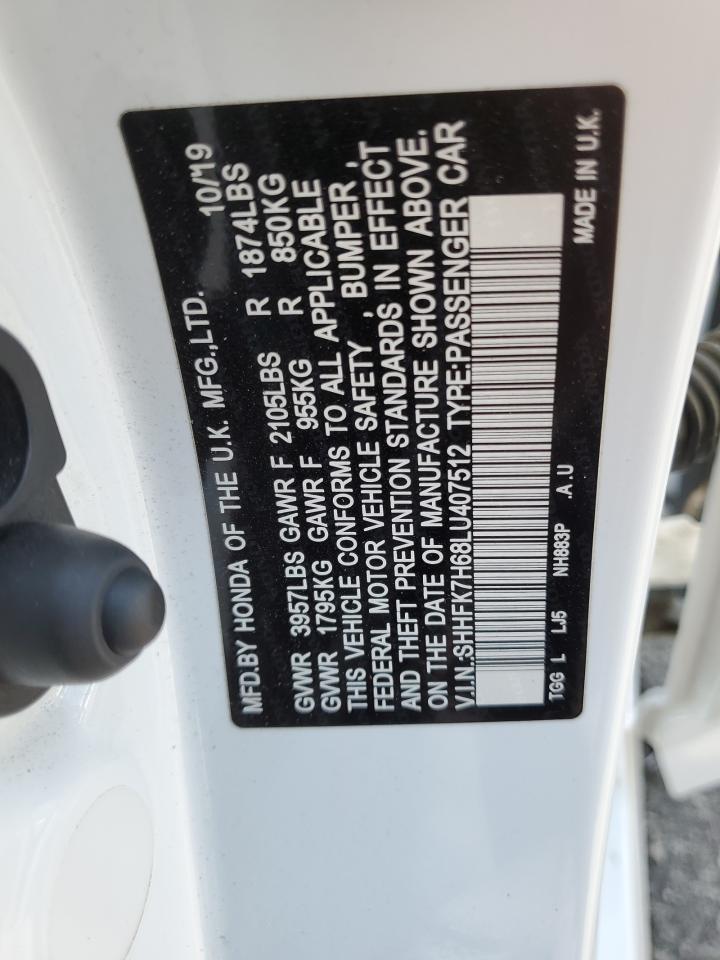 MFD.BY HONDA OF THE U.K. MFG.,LTD. 10/19
GVWR 3957LBS GAWR F 2105LBS R 1874LBS
GVWR 1795KG GAWR F 955KG R 850KG
THIS VEHICLE CONFORMS TO ALL APPLICABLE
FEDERAL MOTOR VEHICLE SAFETY , BUMPER ,
AND THEFT PREVENTION STANDARDS IN EFFECT
ON THE DATE OF MANUFACTURE SHOWN ABOVE.
V.I.N.:SHHFK7H68LU407512 TYPE:PASSENGER CAR
TGG L LJ5 NH883P A U MADE IN U.K.